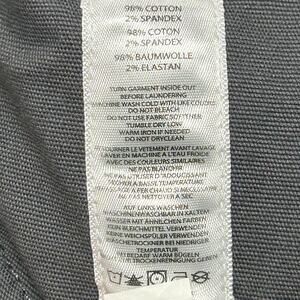 98% COTTON
2% SPANDEX
98% COTON
2% SPANDEX
98% BAUMWOLLE
2% ELASTAN
TURN GARMENT INSIDE OUT
BEFORE LAUNDERING
MACHINE WASH COLD WITH LIKE COLORS
DO NOT BLEACH
DO NOT USE FABRIC SOFTENER
TUMBLE DRY LOW
WARM IRON IF NEEDED
DO NOT DRYCLEAN
TOURNER LE VETEMENT AVANT LAVAGE
LAVER EN MACHINE A L'EAU FROIDE
AVEC DES COULEURS SIMILAIRES
NE PAS BLANCHIR
NE PAS UTILISER D'ADOUCISSANT
SECHER A BASSE TEMPERATURE
REPASSAGE A FER CHAUD SI NECESSAIRE
NE PAS NETTOYER A SEC
AUF LINKS WASCHEN
WASCHMASCHINENWASCHBAR IN KALTEM
WASSER MIT ÄHNLICHEN FARBEN
KEIN BLEICHMITTEL VERWENDEN
KEINE WEICHSPÜLER VERWENDEN
WASCHETROCKNER BEI NIEDRIGER
TEMPERATUR
BEI BEDARF WARM BÜGELN
TROCKENREINIGUNG GEBEN